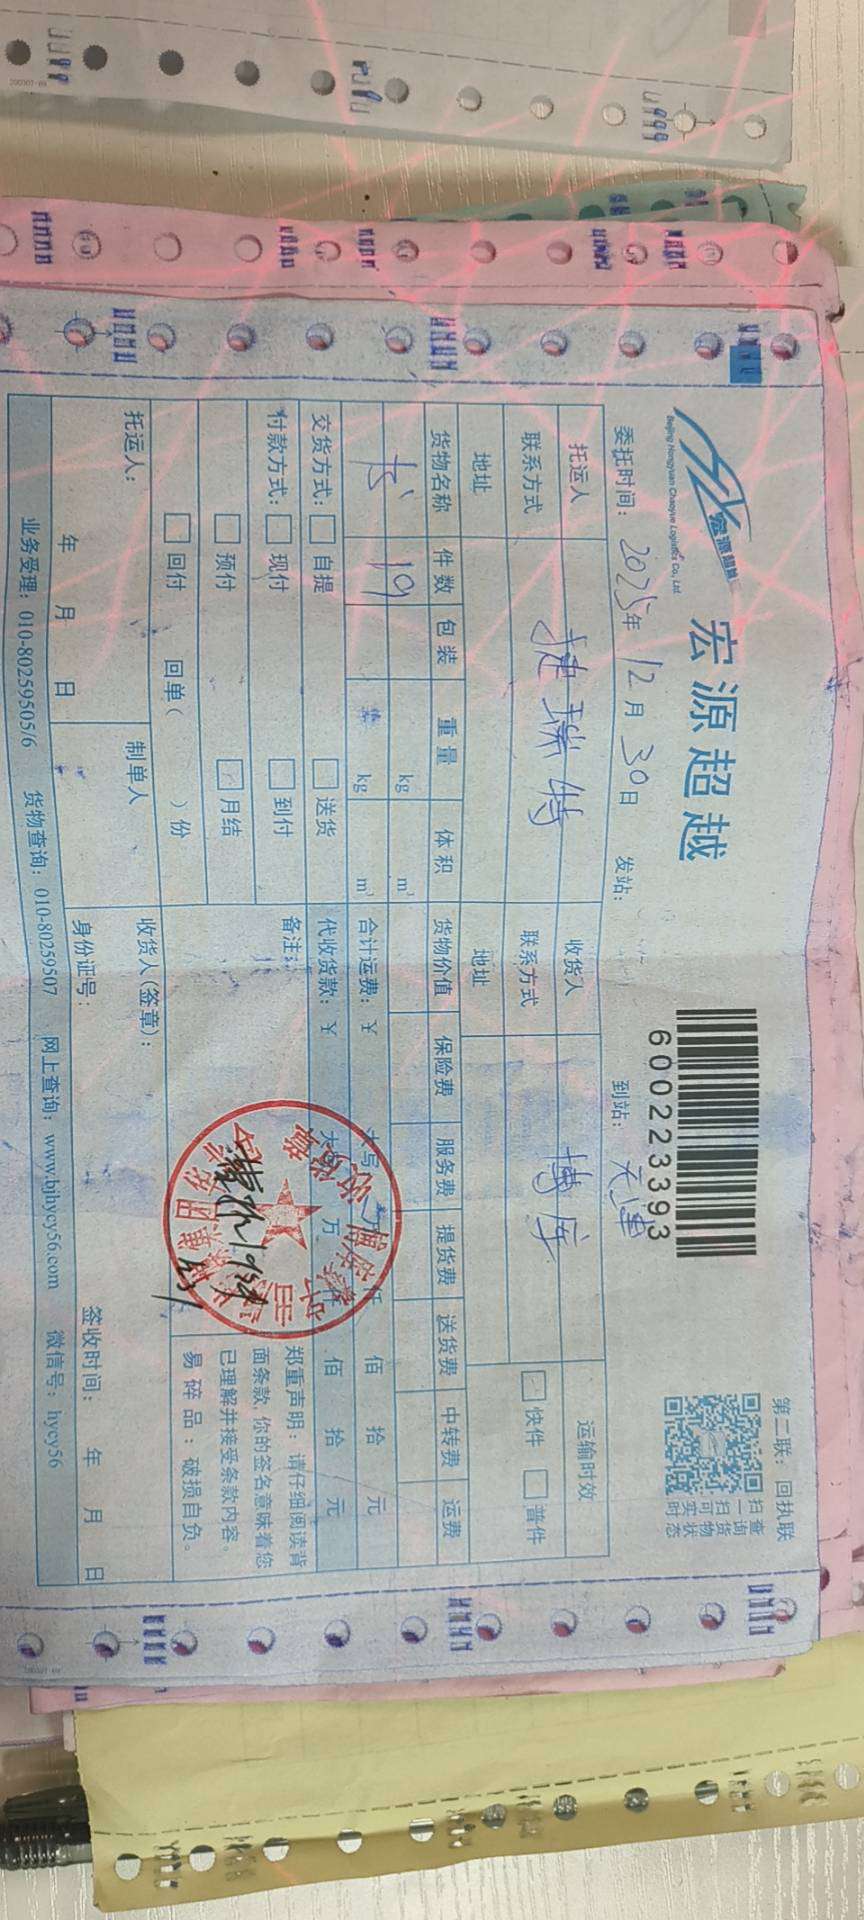 第二联：回执联
宏源超越
宏源超越
Beijing Hongyuan Chaoyue Logistics Co., Ltd
600223393
扫一扫可实时
查询货物状态
委托时间：2025年12月30日 发站： 到站：天津
托运人 捷瑞特 收货人 博库 运输时效
联系方式 联系方式 快件 普件
地址 地址
货物名称 件数 包装 重量 体积 货物价值 保险费 服务费 提货费 送货费 中转费 运费
kg m³
书 19 kg m³ 合计运费：¥ 大写 万 仟 佰 拾 元
交货方式： 自提 送货 代收货款：¥ 大写 万 佰 拾 元
付款方式： 现付 到付 备注：
预付 月结
回付 回单（ ）份
郑重声明：请仔细阅读背
面条款，你的签名意味着您
已理解并接受条款内容。
易碎品：破损自负。
收货章
托运人： 制单人 收货人(签章)：
年 月 日 身份证号： 签收时间： 年 月 日
业务受理：010-80259505/6 货物查询：010-80259507 网上查询：www.bjhycy56.com 微信号：hycy56